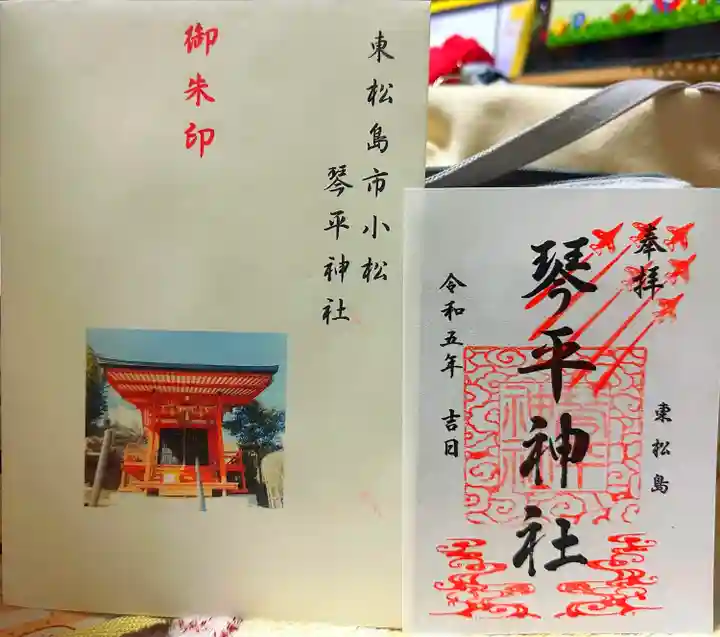 御朱印
東松島市小松
琴平神社
奉拝
東松島
琴平神社
令和五年 吉日